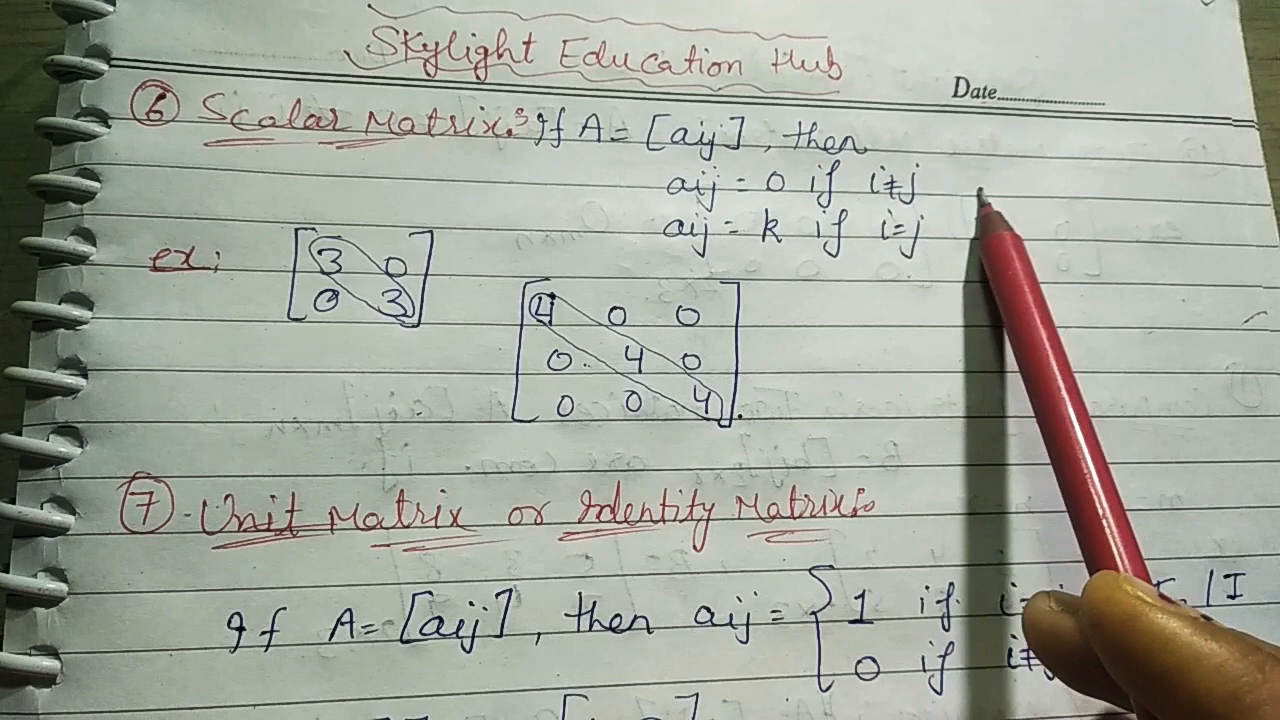 Skylight Education Hub
Date
6 Scalar Matrix: If A = [aij], then
aij = 0 if i≠j
aij = k if i=j
ex:
3 0
0 3
4 0 0
0 4 0
0 0 4
7 Unit Matrix or Identity Matrix:
If A = [aij], then aij = { 1 if i=
0 if i≠